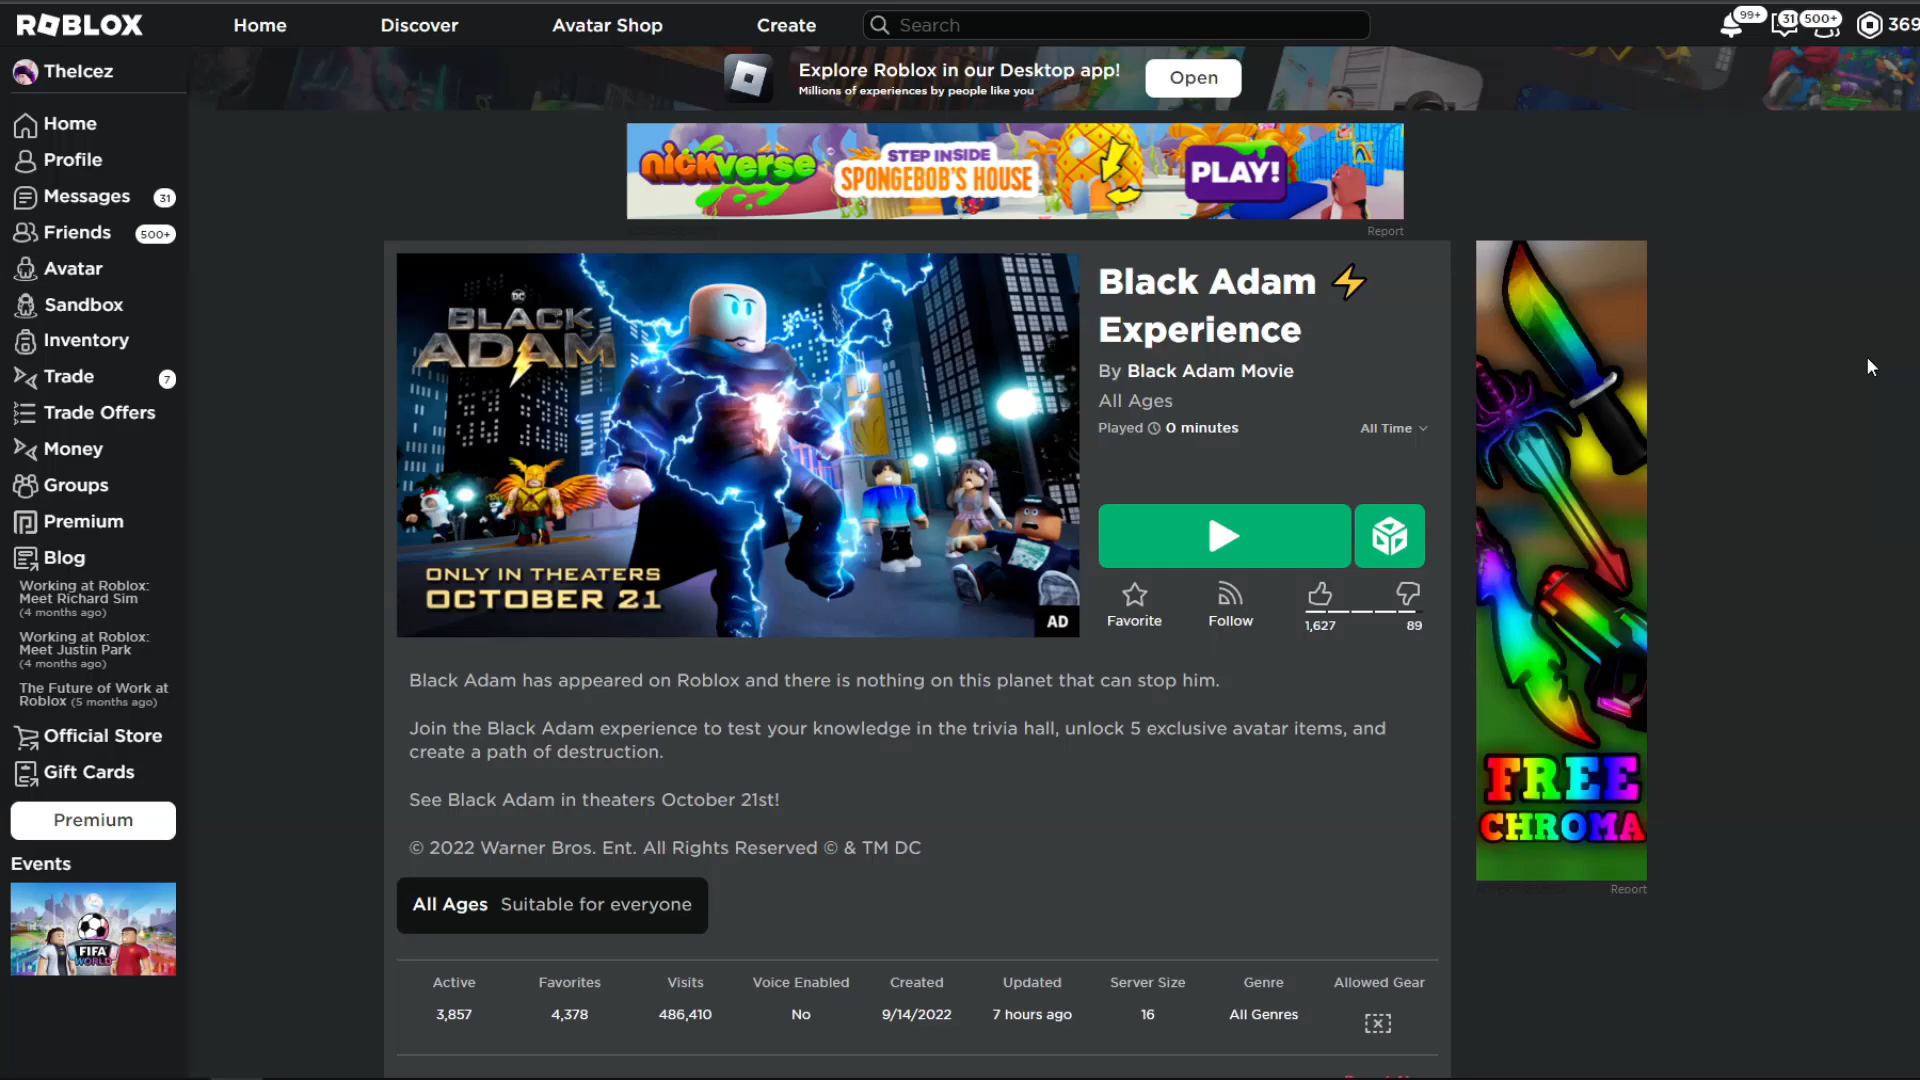 ROBLOX
Home
Discover
Avatar Shop
Create
Search
99+
31
500+
369
TheIcez
Explore Roblox in our Desktop app!
Millions of experiences by people like you
Open
Home
Profile
Messages 31
Friends 500+
Avatar
Sandbox
Inventory
Trade 7
Trade Offers
Money
Groups
Premium
Blog
Working at Roblox:
Meet Richard Sim
(4 months ago)
Working at Roblox:
Meet Justin Park
(4 months ago)
The Future of Work at
Roblox (5 months ago)
Official Store
Gift Cards
Premium
Events
FIFA
WORLD
nickverse
STEP INSIDE
SPONGEBOB'S HOUSE
PLAY!
Report
DC
BLACK
ADAM
ONLY IN THEATERS
OCTOBER 21
AD
Black Adam ⚡
Experience
By Black Adam Movie
All Ages
Played 0 minutes
All Time
Favorite
Follow
1,627
89
Black Adam has appeared on Roblox and there is nothing on this planet that can stop him.
Join the Black Adam experience to test your knowledge in the trivia hall, unlock 5 exclusive avatar items, and
create a path of destruction.
See Black Adam in theaters October 21st!
© 2022 Warner Bros. Ent. All Rights Reserved © & TM DC
All Ages Suitable for everyone
Active Favorites Visits Voice Enabled Created Updated Server Size Genre Allowed Gear
3,857 4,378 486,410 No 9/14/2022 7 hours ago 16 All Genres
FREE
CHROMA
Report